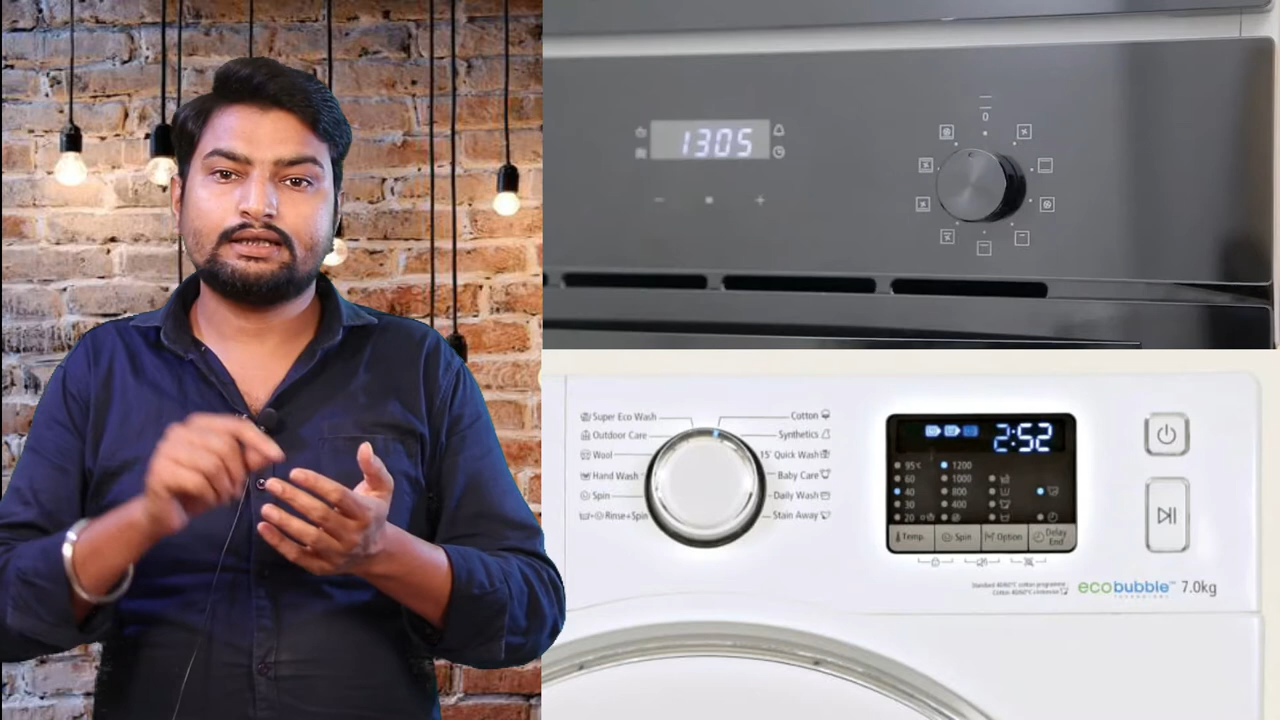 1305
0
- +
Super Eco Wash
Outdoor Care
Wool
Hand Wash
Spin
Rinse+Spin
Cotton
Synthetics
15' Quick Wash
Baby Care
Daily Wash
Stain Away
2:52
95℃ 1200
60 1000
40 800
30 400
20
Temp. Spin Option Delay End
ecobubble™ 7.0kg